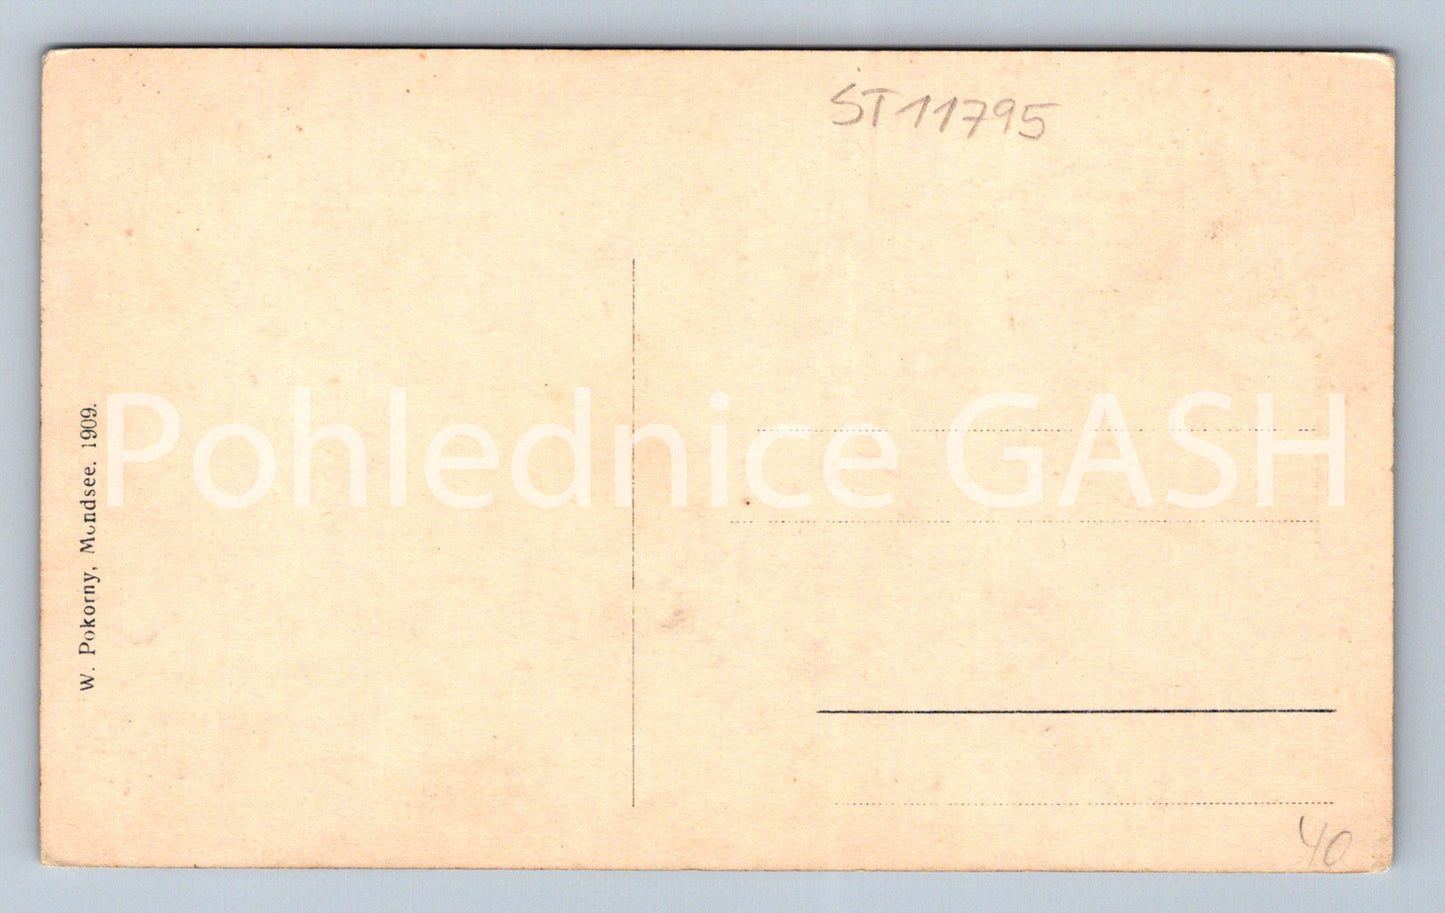 ST11795
W. Pokorny, Mondsee. 1909.
Pohlednice GASH
40